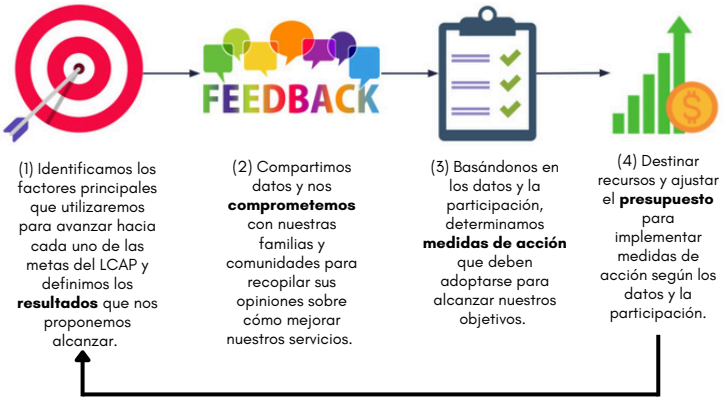 FEEDBACK
(1) Identificamos los
factores principales
que utilizaremos
para avanzar hacia
cada uno de las
metas del LCAP y
definimos los
resultados que nos
proponemos
alcanzar.
(2) Compartimos
datos y nos
comprometemos
con nuestras
familias y
comunidades para
recopilar sus
opiniones sobre
cómo mejorar
nuestros servicios.
(3) Basándonos en
los datos y la
participación,
determinamos
medidas de acción
que deben
adoptarse para
alcanzar nuestros
objetivos.
(4) Destinar
recursos y ajustar
el presupuesto
para
implementar
medidas de
acción según los
datos y la
participación.
$